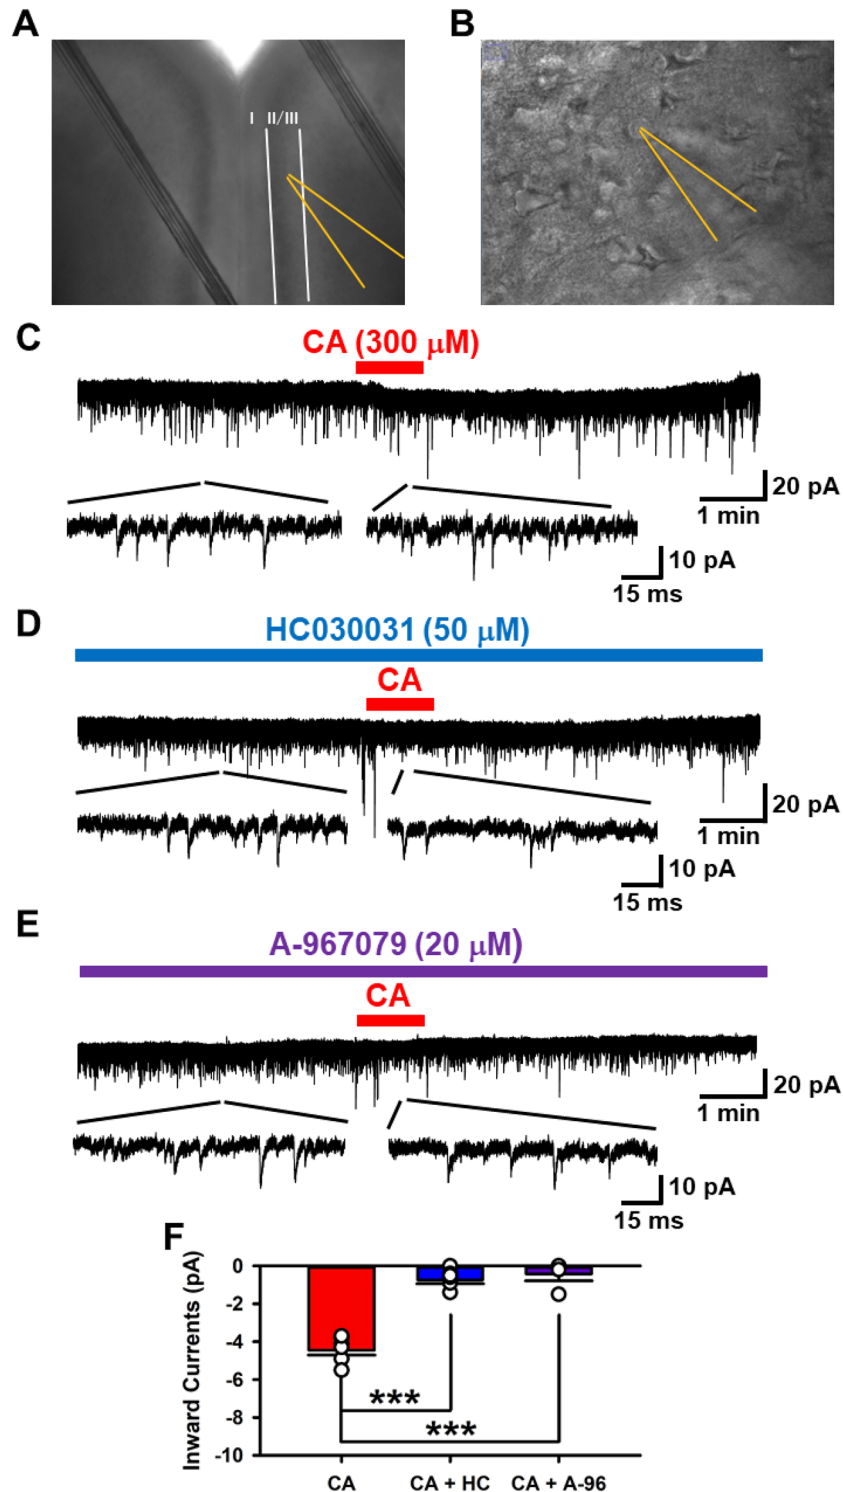 A
B
I II/III
C
CA (300 μM)
20 pA
1 min
10 pA
15 ms
D
HC030031 (50 μM)
CA
20 pA
1 min
10 pA
15 ms
E
A-967079 (20 μM)
CA
20 pA
1 min
10 pA
15 ms
F
Inward Currents (pA)
0
-2
-4
-6
-8
-10
***
***
CA
CA + HC
CA + A-96